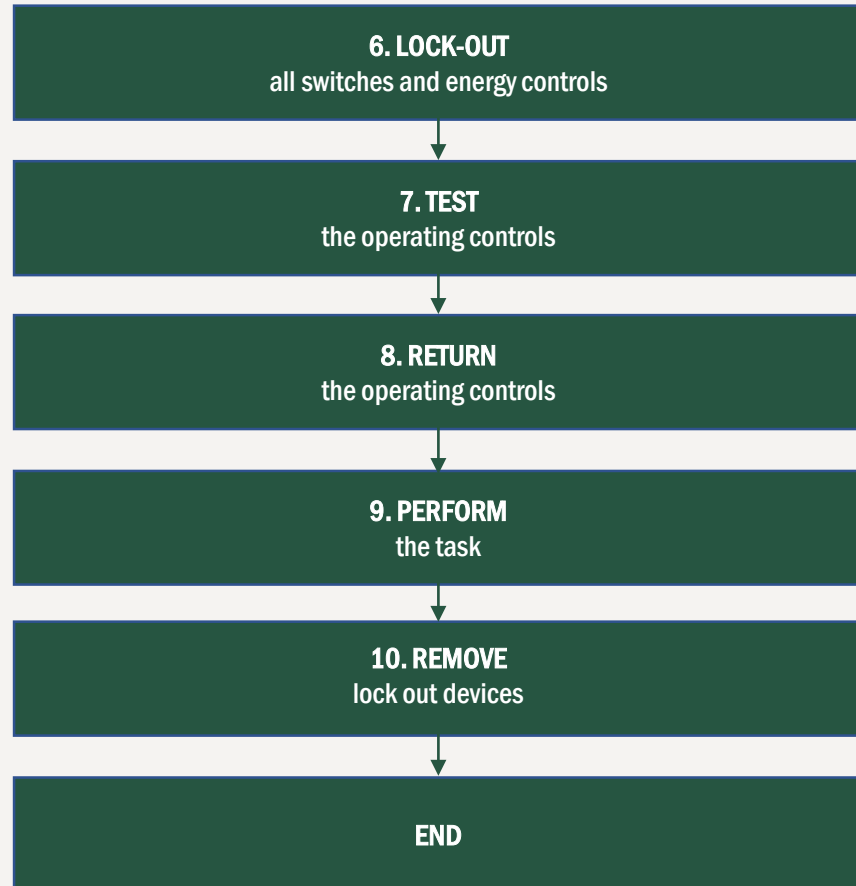 6. LOCK-OUT
all switches and energy controls
7. TEST
the operating controls
8. RETURN
the operating controls
9. PERFORM
the task
10. REMOVE
lock out devices
END